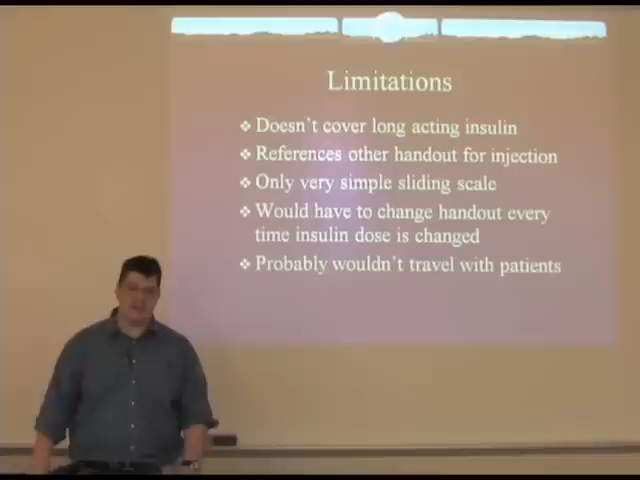 Limitations
❖ Doesn't cover long acting insulin
❖ References other handout for injection
❖ Only very simple sliding scale
❖ Would have to change handout every
time insulin dose is changed
❖ Probably wouldn't travel with patients